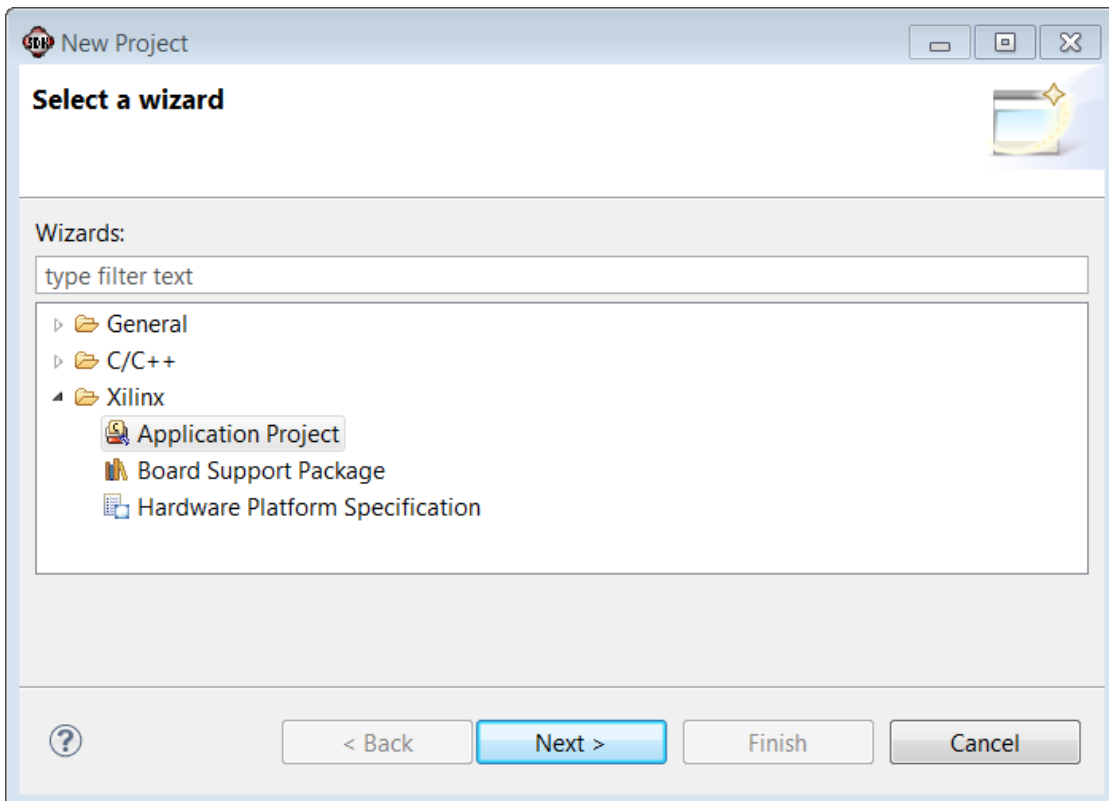 SDK New Project
Select a wizard
Wizards:
type filter text
General
C/C++
Xilinx
Application Project
Board Support Package
Hardware Platform Specification
? < Back Next > Finish Cancel